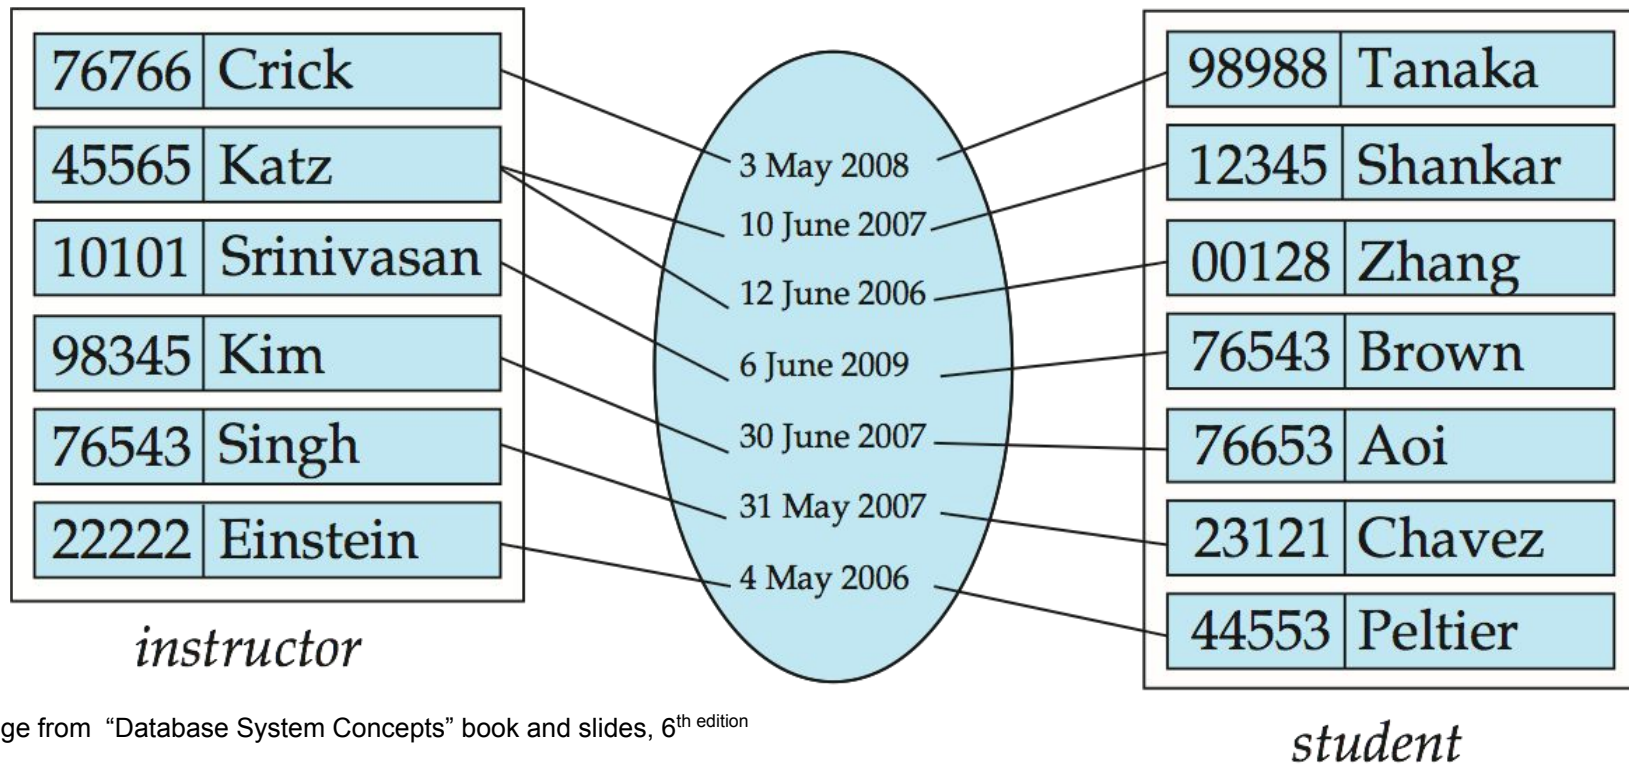 76766 Crick
45565 Katz
10101 Srinivasan
98345 Kim
76543 Singh
22222 Einstein
instructor
3 May 2008
10 June 2007
12 June 2006
6 June 2009
30 June 2007
31 May 2007
4 May 2006
98988 Tanaka
12345 Shankar
00128 Zhang
76543 Brown
76653 Aoi
23121 Chavez
44553 Peltier
student
ge from “Database System Concepts” book and slides, 6th edition